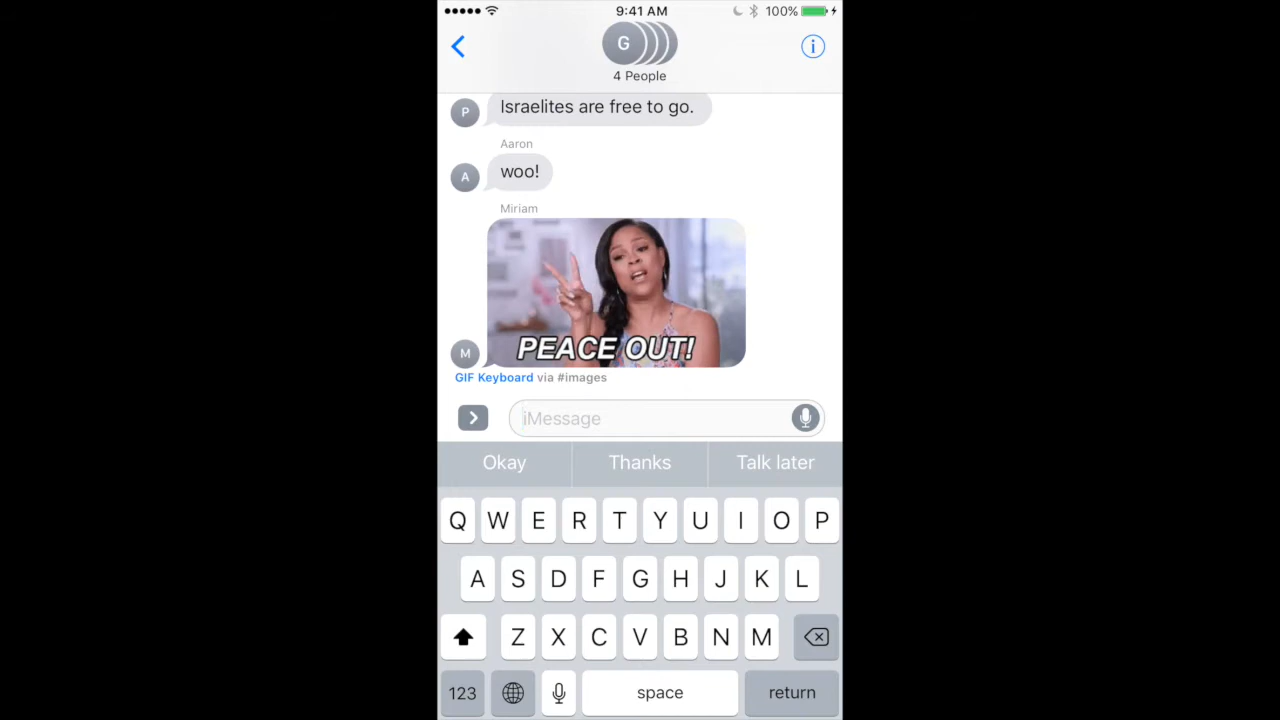 9:41 AM
100%
G
4 People
P
Israelites are free to go.
Aaron
A
woo!
Miriam
PEACE OUT!
M
GIF Keyboard via #images
iMessage
Okay Thanks Talk later
Q W E R T Y U I O P
A S D F G H J K L
Z X C V B N M
123 space return